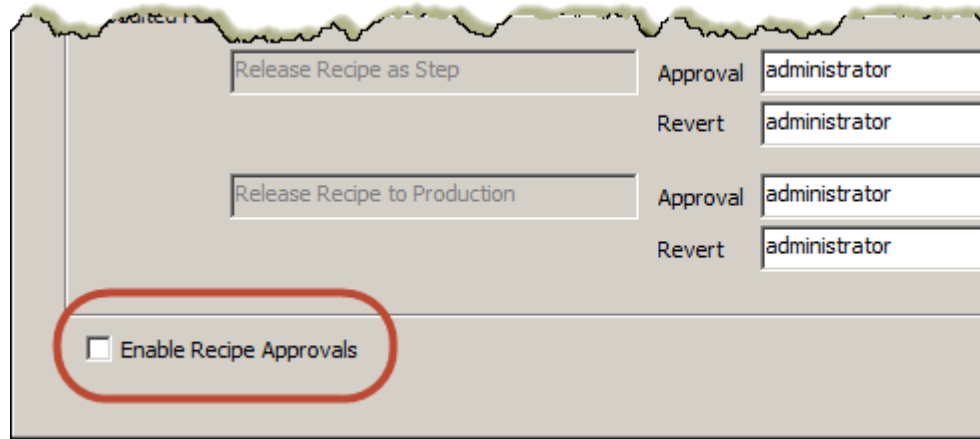 Release Recipe as Step
Approval administrator
Revert administrator
Release Recipe to Production
Approval administrator
Revert administrator
Enable Recipe Approvals